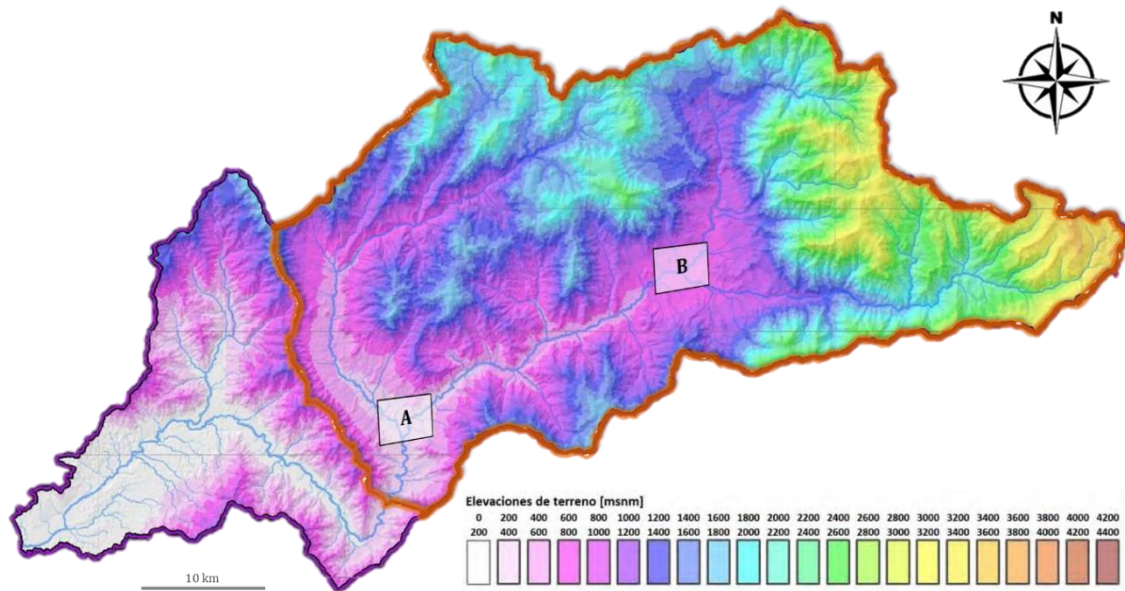 N
B
A
Elevaciones de terreno [msnm]
0 200 400 600 800 1000 1200 1400 1600 1800 2000 2200 2400 2600 2800 3000 3200 3400 3600 3800 4000 4200
200 400 600 800 1000 1200 1400 1600 1800 2000 2200 2400 2600 2800 3000 3200 3400 3600 3800 4000 4200 4400
10 km